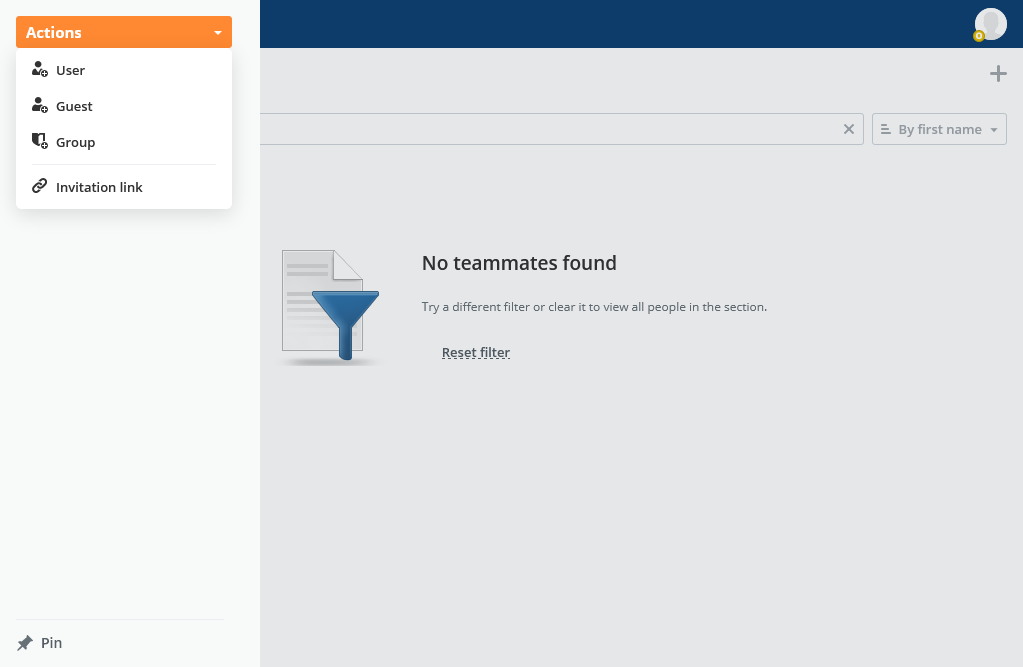 Actions
User
Guest
Group
Invitation link
By first name
No teammates found
Try a different filter or clear it to view all people in the section.
Reset filter
Pin